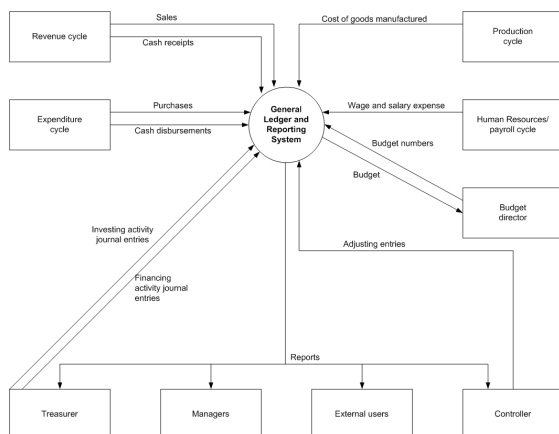 Sales
Revenue cycle
Cash receipts
Cost of goods manufactured
Production
cycle
Purchases
Expenditure
cycle
Cash disbursements
General
Ledger and
Reporting
System
Wage and salary expense
Human Resources/
payroll cycle
Budget numbers
Budget
Budget
director
Investing activity
journal entries
Adjusting entries
Financing
activity journal
entries
Reports
Treasurer
Managers
External users
Controller